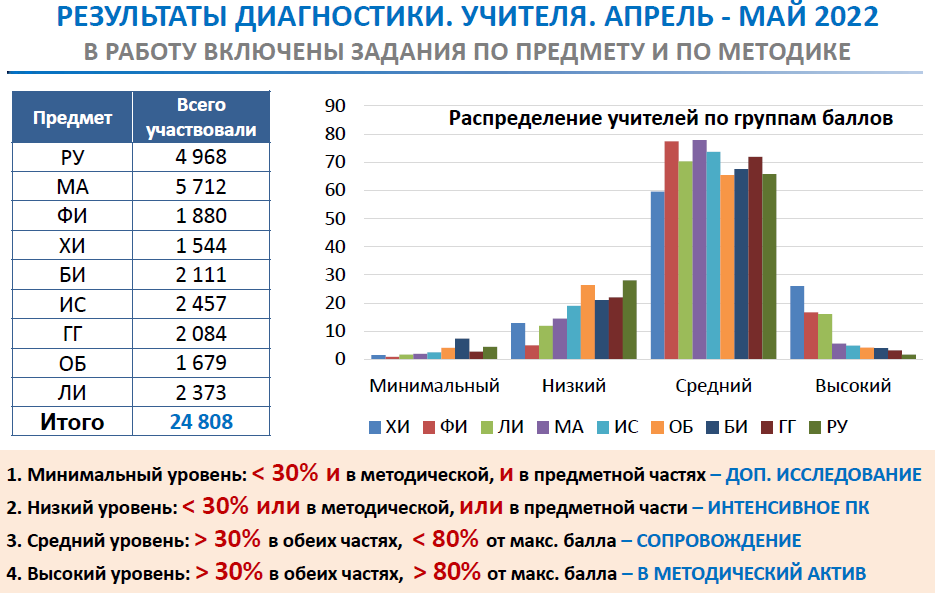 РЕЗУЛЬТАТЫ ДИАГНОСТИКИ. УЧИТЕЛЯ. АПРЕЛЬ - МАЙ 2022
В РАБОТУ ВКЛЮЧЕНЫ ЗАДАНИЯ ПО ПРЕДМЕТУ И ПО МЕТОДИКЕ
Предмет Всего участвовали
РУ 4 968
МА 5 712
ФИ 1 880
ХИ 1 544
БИ 2 111
ИС 2 457
ГГ 2 084
ОБ 1 679
ЛИ 2 373
Итого 24 808
Распределение учителей по группам баллов
90
80
70
60
50
40
30
20
10
0
Минимальный Низкий Средний Высокий
ХИ ФИ ЛИ МА ИС ОБ БИ ГГ РУ
1. Минимальный уровень: < 30% и в методической, И в предметной частях – ДОП. ИССЛЕДОВАНИЕ
2. Низкий уровень: < 30% ИЛИ в методической, ИЛИ в предметной части – ИНТЕНСИВНОЕ ПК
3. Средний уровень: > 30% в обеих частях, < 80% от макс. балла – СОПРОВОЖДЕНИЕ
4. Высокий уровень: > 30% в обеих частях, > 80% от макс. балла – В МЕТОДИЧЕСКИЙ АКТИВ